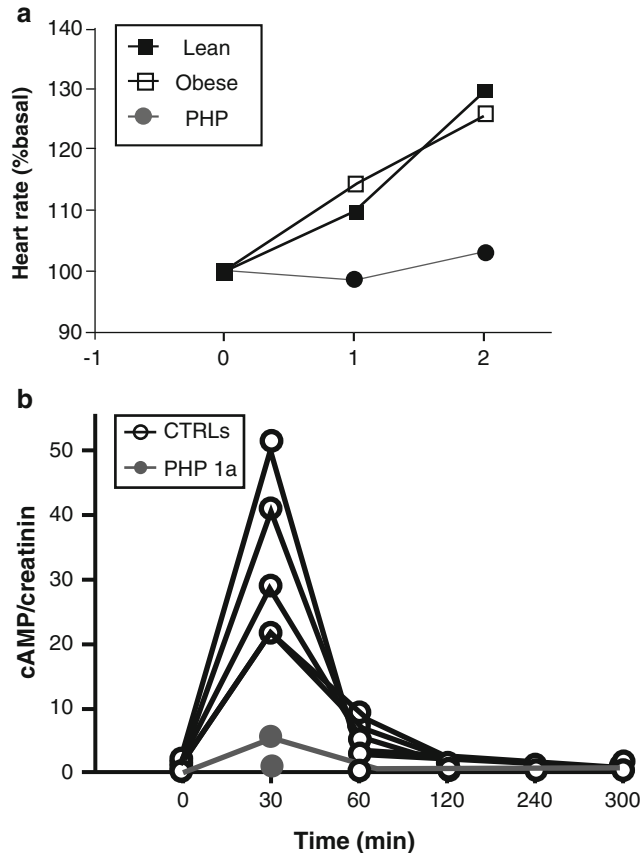 a
140
130
120
110
100
90
Heart rate (%basal)
Lean
Obese
PHP
-1
0
1
2
b
50
40
30
20
10
0
cAMP/creatinin
CTRLs
PHP 1a
0
30
60
120
240
300
Time (min)